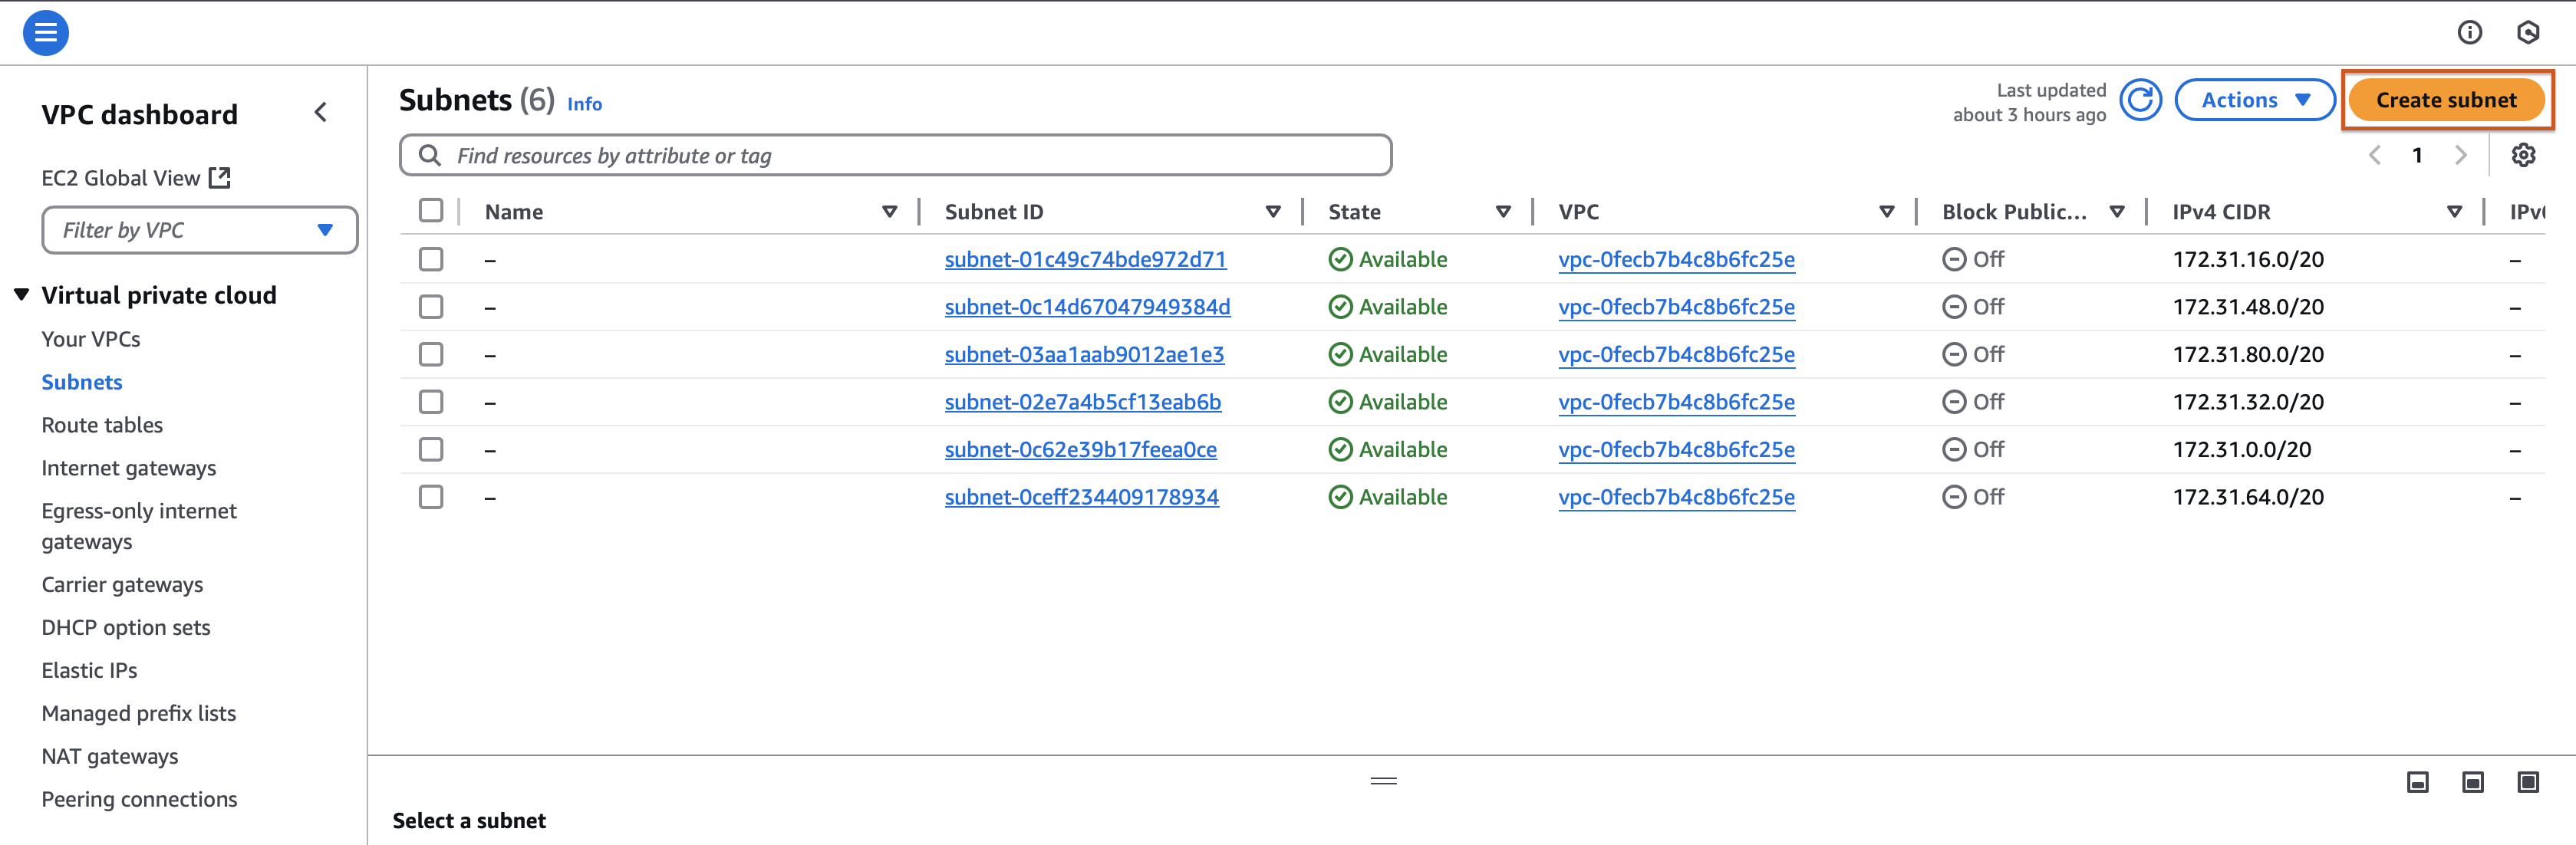 VPC dashboard
EC2 Global View
Filter by VPC
Virtual private cloud
Your VPCs
Subnets
Route tables
Internet gateways
Egress-only internet
gateways
Carrier gateways
DHCP option sets
Elastic IPs
Managed prefix lists
NAT gateways
Peering connections
Subnets (6) Info
Last updated
about 3 hours ago
Actions
Create subnet
Find resources by attribute or tag
1
Name Subnet ID State VPC Block Public... IPv4 CIDR
– subnet-01c49c74bde972d71 Available vpc-0fecb7b4c8b6fc25e Off 172.31.16.0/20 –
– subnet-0c14d67047949384d Available vpc-0fecb7b4c8b6fc25e Off 172.31.48.0/20 –
– subnet-03aa1aab9012ae1e3 Available vpc-0fecb7b4c8b6fc25e Off 172.31.80.0/20 –
– subnet-02e7a4b5cf13eab6b Available vpc-0fecb7b4c8b6fc25e Off 172.31.32.0/20 –
– subnet-0c62e39b17feea0ce Available vpc-0fecb7b4c8b6fc25e Off 172.31.0.0/20 –
– subnet-0ceff234409178934 Available vpc-0fecb7b4c8b6fc25e Off 172.31.64.0/20 –
Select a subnet